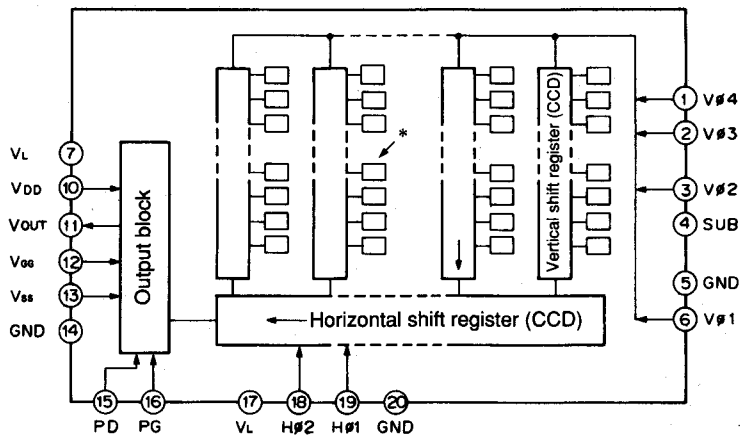 VL 7
VDD 10
VOUT 11
VGG 12
VSS 13
GND 14
Output block
*
Vertical shift register (CCD)
1 Vø4
2 Vø3
3 Vø2
4 SUB
5 GND
6 Vø1
Horizontal shift register (CCD)
15 16 17 18 19 20
PD PG VL Hø2 Hø1 GND